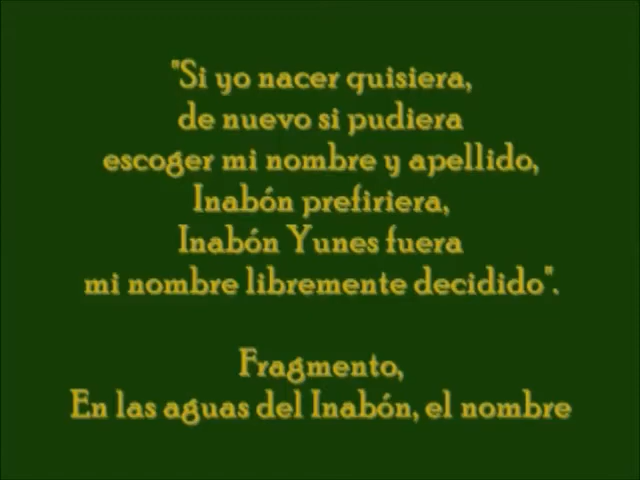 "Si yo nacer quisiera,
de nuevo si pudiera
escoger mi nombre y apellido,
Inabón prefiriera,
Inabón Yunes fuera
mi nombre libremente decidido".
Fragmento,
En las aguas del Inabón, el nombre